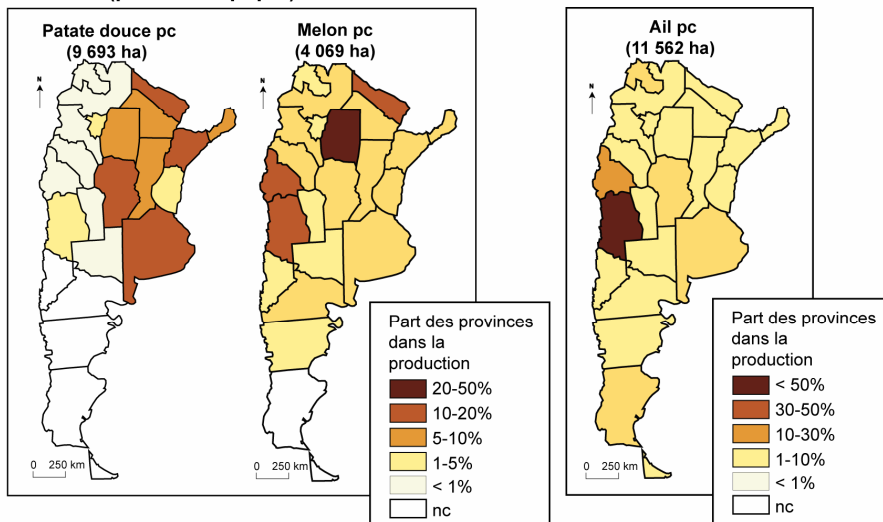 Patate douce pc
(9 693 ha)
Melon pc
(4 069 ha)
N
N
0 250 km
0 250 km
Part des provinces
dans la
production
20-50%
10-20%
5-10%
1-5%
< 1%
nc
Ail pc
(11 562 ha)
N
0 250 km
Part des provinces
dans la
production
< 50%
30-50%
10-30%
1-10%
< 1%
nc